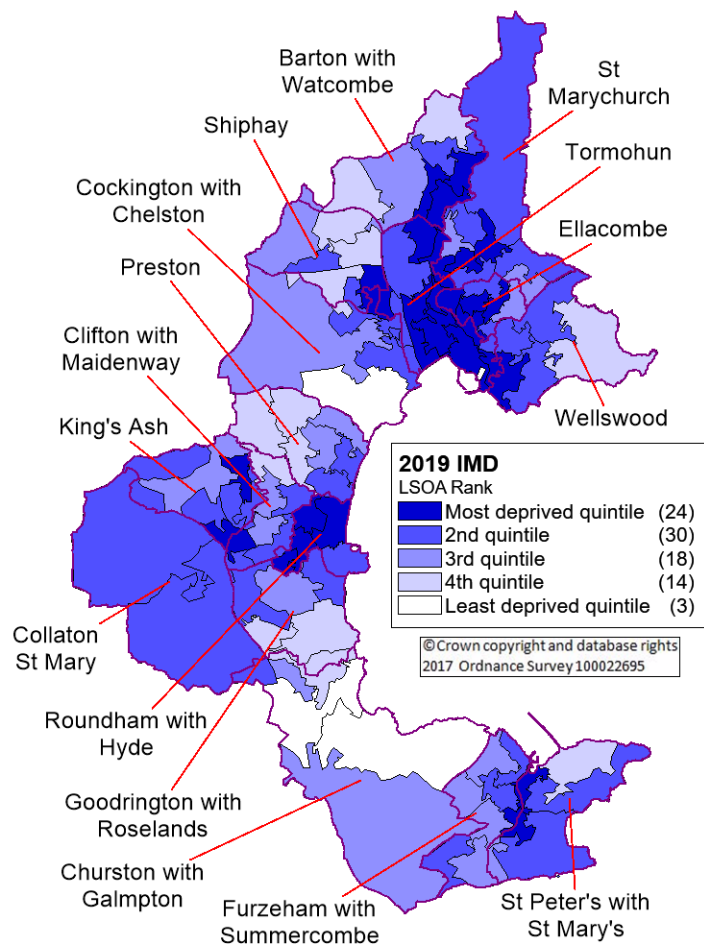 Barton with
Watcombe
St
Marychurch
Shiphay
Tormohun
Cockington with
Chelston
Ellacombe
Preston
Clifton with
Maidenway
Wellswood
King's Ash
2019 IMD
LSOA Rank
Most deprived quintile (24)
2nd quintile (30)
3rd quintile (18)
4th quintile (14)
Least deprived quintile (3)
©Crown copyright and database rights
2017 Ordnance Survey 100022695
Collaton
St Mary
Roundham with
Hyde
Goodrington with
Roselands
Churston with
Galmpton
Furzeham with
Summercombe
St Peter's with
St Mary's